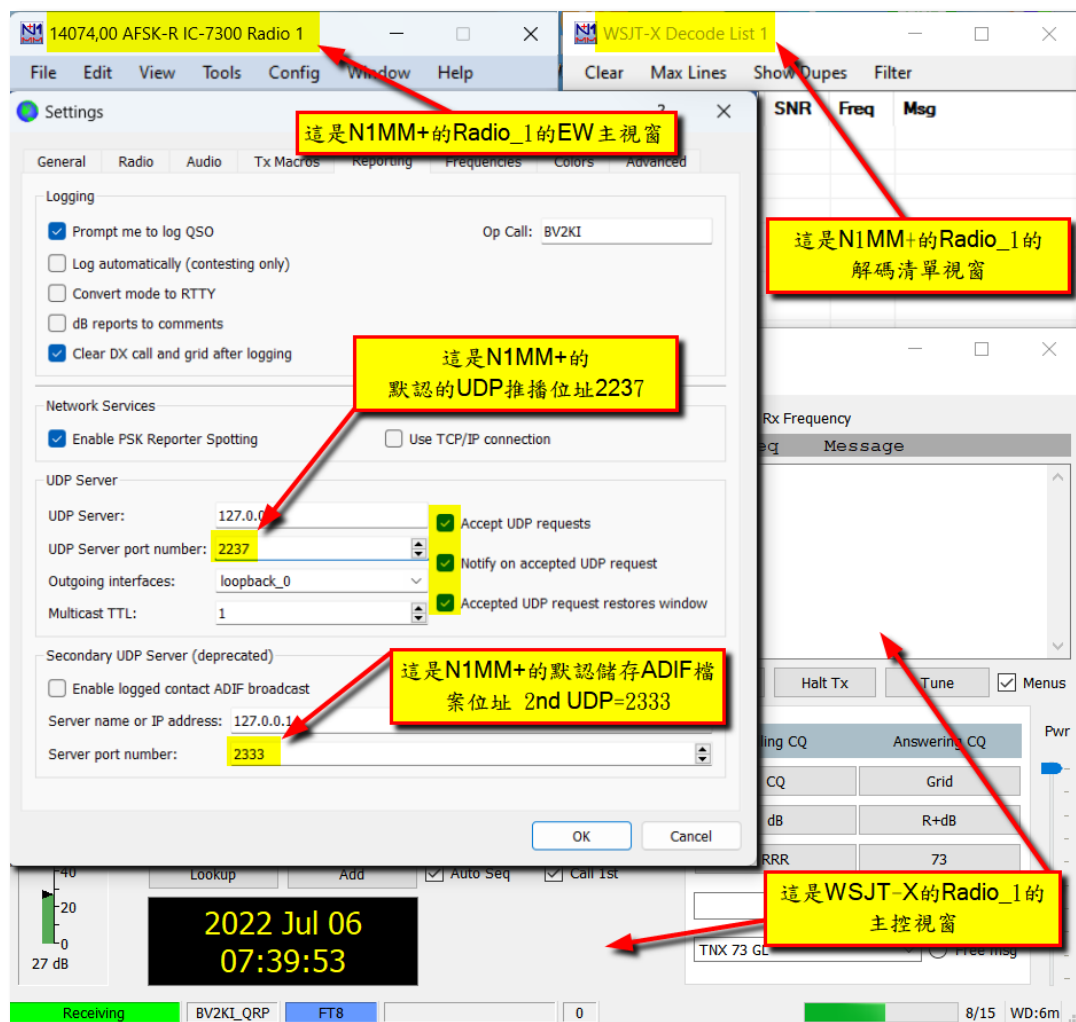 14074,00 AFSK-R IC-7300 Radio 1
File Edit View Tools Config Window Help
WSJT-X Decode List 1
Clear Max Lines Show Dupes Filter
SNR Freq Msg
Settings
這是N1MM+的Radio_1的EW主視窗
General Radio Audio Tx Macros Reporting Frequencies Colors Advanced
Logging
Prompt me to log QSO
Op Call: BV2KI
Log automatically (contesting only)
Convert mode to RTTY
dB reports to comments
Clear DX call and grid after logging
這是N1MM+的Radio_1的
解碼清單視窗
這是N1MM+的
默認的UDP推播位址2237
Network Services
Enable PSK Reporter Spotting
Use TCP/IP connection
UDP Server
UDP Server: 127.0.0
UDP Server port number: 2237
Outgoing interfaces: loopback_0
Multicast TTL: 1
Accept UDP requests
Notify on accepted UDP request
Accepted UDP request restores window
Secondary UDP Server (deprecated)
Enable logged contact ADIF broadcast
Server name or IP address: 127.0.0.1
Server port number: 2333
這是N1MM+的默認儲存ADIF檔
案位址 2nd UDP=2333
OK Cancel
Rx Frequency
Message
Halt Tx Tune Menus
Pwr
ling CQ Answering CQ
CQ Grid
dB R+dB
RRR 73
這是WSJT-X的Radio_1的
主控視窗
TNX 73 GL
Free msg
-40
-20
-0
27 dB
Lookup Add Auto Seq Call 1st
2022 Jul 06
07:39:53
Receiving BV2KI_QRP FT8 0 8/15 WD:6m